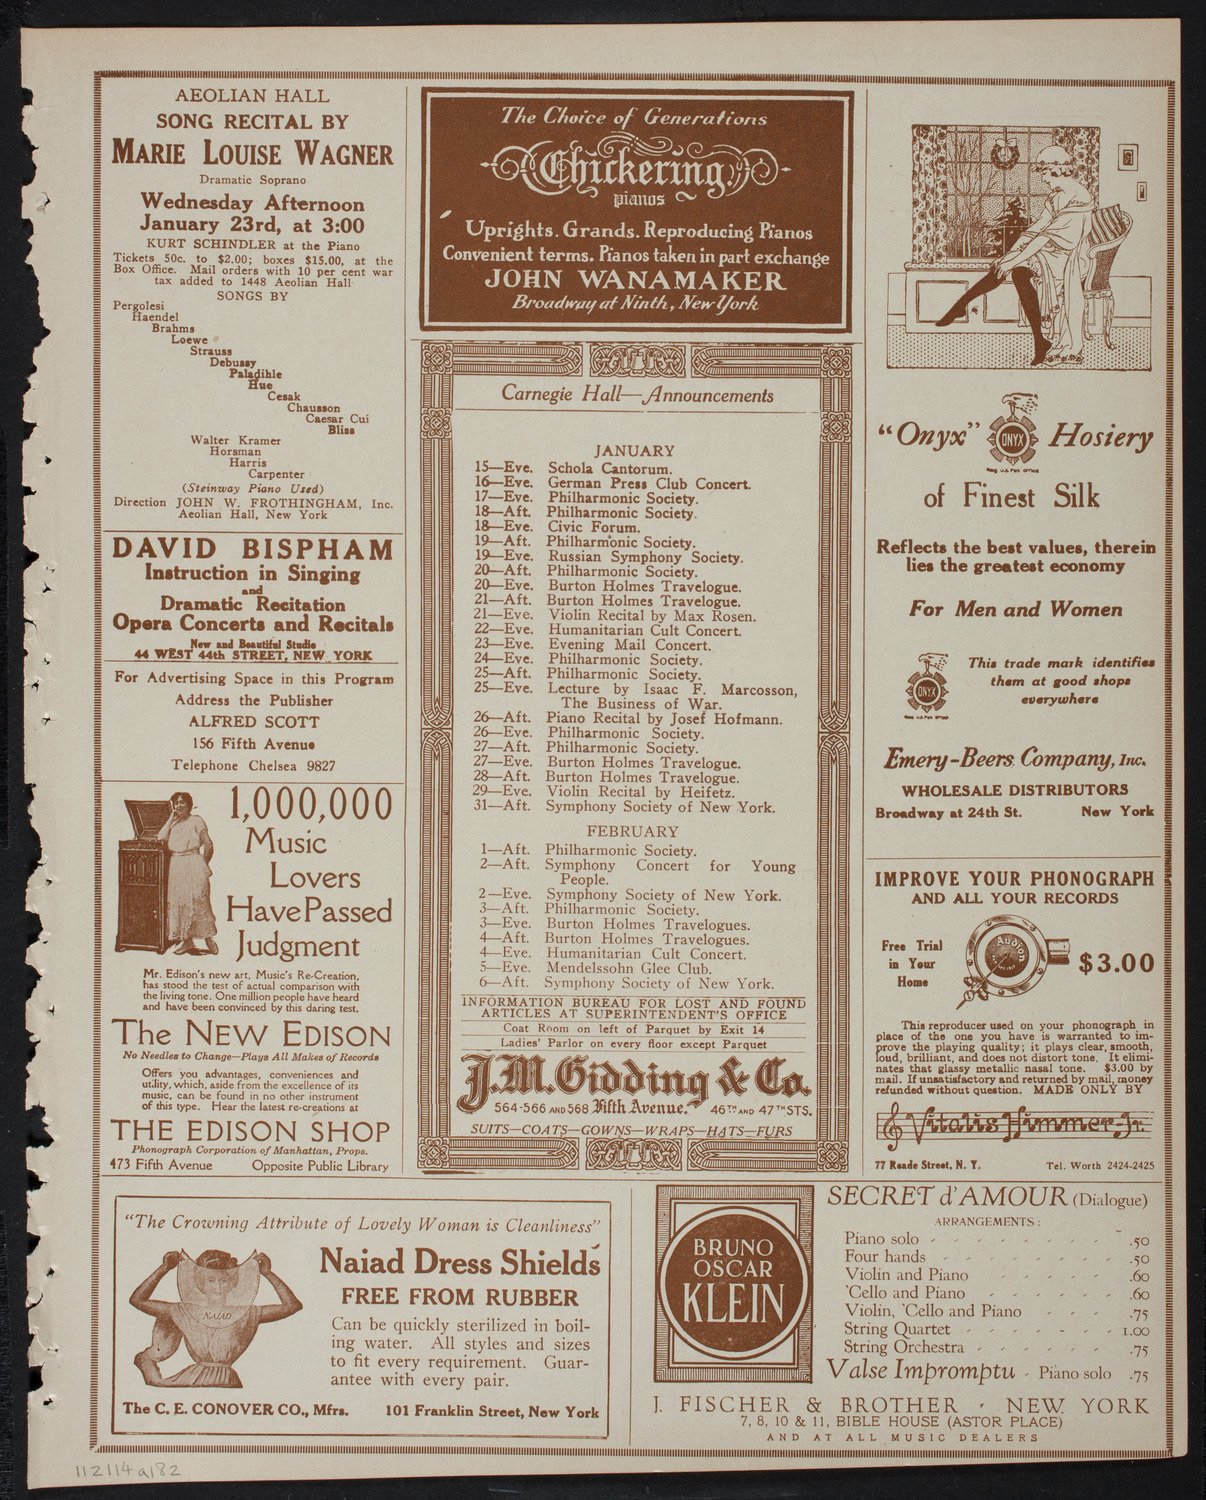 AEOLIAN HALL
SONG RECITAL BY
MARIE LOUISE WAGNER
Dramatic Soprano
Wednesday Afternoon
January 23rd, at 3:00
KURT SCHINDLER at the Piano
Tickets 50c. to $2.00; boxes $15.00, at the
Box Office. Mail orders with 10 per cent war
tax added to 1448 Aeolian Hall
SONGS BY
Pergolesi
Haendel
Brahms
Loewe
Strauss
Debussy
Paladihle
Hue
Cesak
Chausson
Caesar Cui
Bliss
Walter Kramer
Horsman
Harris
Carpenter
(Steinway Piano Used)
Direction JOHN W. FROTHINGHAM, Inc.
Aeolian Hall, New York
DAVID BISPHAM
Instruction in Singing
and
Dramatic Recitation
Opera Concerts and Recitals
New and Beautiful Studio
44 WEST 44th STREET, NEW YORK
For Advertising Space in this Program
Address the Publisher
ALFRED SCOTT
156 Fifth Avenue
Telephone Chelsea 9827
1,000,000
Music
Lovers
Have Passed
Judgment
Mr. Edison's new art, Music's Re-Creation,
has stood the test of actual comparison with
the living tone. One million people have heard
and have been convinced by this daring test.
The NEW EDISON
No Needles to Change—Plays All Makes of Records
Offers you advantages, conveniences and
utility, which, aside from the excellence of its
music, can be found in no other instrument
of this type. Hear the latest re-creations at
THE EDISON SHOP
Phonograph Corporation of Manhattan, Props.
473 Fifth Avenue Opposite Public Library
The Choice of Generations
Chickering
pianos
Uprights. Grands. Reproducing Pianos
Convenient terms. Pianos taken in part exchange
JOHN WANAMAKER
Broadway at Ninth, New York
Carnegie Hall—Announcements
JANUARY
15—Eve. Schola Cantorum.
16—Eve. German Press Club Concert.
17—Eve. Philharmonic Society.
18—Aft. Philharmonic Society.
18—Eve. Civic Forum.
19—Aft. Philharmonic Society.
19—Eve. Russian Symphony Society.
20—Aft. Philharmonic Society.
20—Eve. Burton Holmes Travelogue.
21—Aft. Burton Holmes Travelogue.
21—Eve. Violin Recital by Max Rosen.
22—Eve. Humanitarian Cult Concert.
23—Eve. Evening Mail Concert.
24—Eve. Philharmonic Society.
25—Aft. Philharmonic Society.
25—Eve. Lecture by Isaac F. Marcosson,
The Business of War.
26—Aft. Piano Recital by Josef Hofmann.
26—Eve. Philharmonic Society.
27—Aft. Philharmonic Society.
27—Eve. Burton Holmes Travelogue.
28—Aft. Burton Holmes Travelogue.
29—Eve. Violin Recital by Heifetz.
31—Aft. Symphony Society of New York.
FEBRUARY
1—Aft. Philharmonic Society.
2—Aft. Symphony Concert for Young
People.
2—Eve. Symphony Society of New York.
3—Aft. Philharmonic Society.
3—Eve. Burton Holmes Travelogues.
4—Aft. Burton Holmes Travelogues.
4—Eve. Humanitarian Cult Concert.
5—Eve. Mendelssohn Glee Club.
6—Aft. Symphony Society of New York.
INFORMATION BUREAU FOR LOST AND FOUND
ARTICLES AT SUPERINTENDENT'S OFFICE
Coat Room on left of Parquet by Exit 14
Ladies' Parlor on every floor except Parquet
J.M. Gidding & Co.
564-566 AND 568 Fifth Avenue. 46TH AND 47TH STS.
SUITS—COATS—GOWNS—WRAPS—HATS—FURS
"Onyx" ONYX Hosiery
of Finest Silk
Reflects the best values, therein
lies the greatest economy
For Men and Women
ONYX
This trade mark identifies
them at good shops
everywhere
Emery-Beers Company, Inc.
WHOLESALE DISTRIBUTORS
Broadway at 24th St. New York
IMPROVE YOUR PHONOGRAPH
AND ALL YOUR RECORDS
Free Trial
in Your
Home
Audion
$3.00
This reproducer used on your phonograph in
place of the one you have is warranted to im-
prove the playing quality; it plays clear, smooth,
loud, brilliant, and does not distort tone. It elimi-
nates that glassy metallic nasal tone. $3.00 by
mail. If unsatisfactory and returned by mail, money
refunded without question. MADE ONLY BY
Vitalis Himmer Jr.
77 Reade Street, N. Y. Tel. Worth 2424-2425
"The Crowning Attribute of Lovely Woman is Cleanliness"
NAIAD
Naiad Dress Shields
FREE FROM RUBBER
Can be quickly sterilized in boil-
ing water. All styles and sizes
to fit every requirement. Guar-
antee with every pair.
The C. E. CONOVER CO., Mfrs. 101 Franklin Street, New York
BRUNO
OSCAR
KLEIN
SECRET d'AMOUR (Dialogue)
ARRANGEMENTS:
Piano solo .50
Four hands .50
Violin and Piano .60
'Cello and Piano .60
Violin, 'Cello and Piano .75
String Quartet 1.00
String Orchestra .75
Valse Impromptu - Piano solo .75
J. FISCHER & BROTHER - NEW YORK
7, 8, 10 & 11, BIBLE HOUSE (ASTOR PLACE)
AND AT ALL MUSIC DEALERS
112114a182